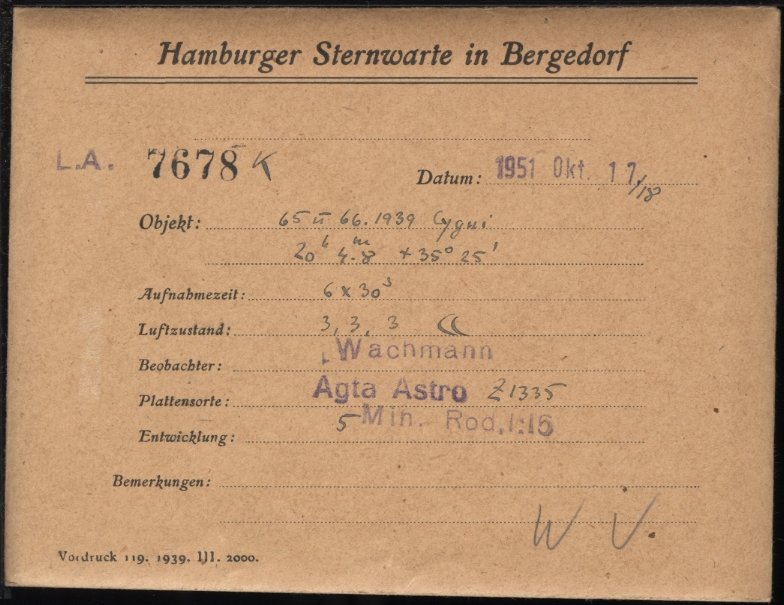 Hamburger Sternwarte in Bergedorf
L.A. 7678 K
Datum: 1951 Okt. 17/18
Objekt: 65 u 66.1939 Cygni
20h 4.m8 +35° 25'
Aufnahmezeit: 6 x 30s
Luftzustand: 3, 3, 3 ((
Beobachter: Wachmann
Plattensorte: Agfa Astro Z1335
Entwicklung: 5 Min. Rod. 1:15
Bemerkungen:
W V.
Vordruck 119. 1939. III. 2000.